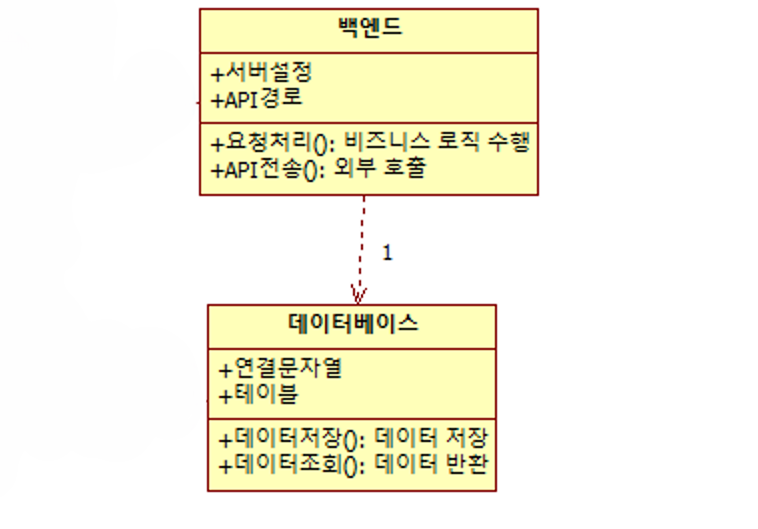 백엔드
+서버설정
+API경로
+요청처리(): 비즈니스 로직 수행
+API전송(): 외부 호출
1
데이터베이스
+연결문자열
+테이블
+데이터저장(): 데이터 저장
+데이터조회(): 데이터 반환